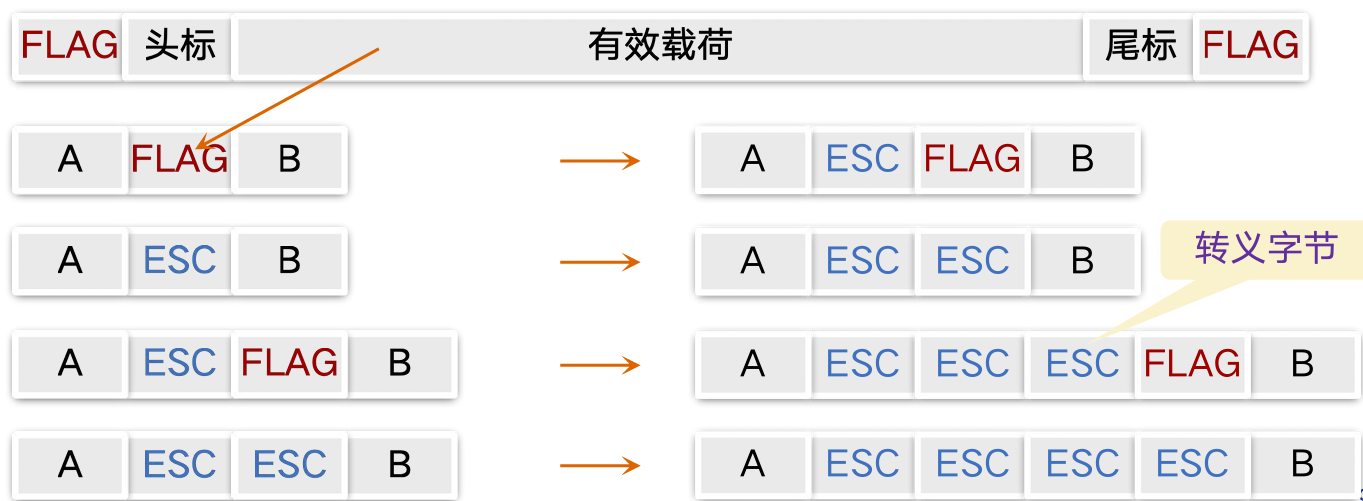 FLAG 头标 有效载荷 尾标 FLAG
A FLAG B A ESC FLAG B
转义字节
A ESC B A ESC ESC B
A ESC FLAG B A ESC ESC ESC FLAG B
A ESC ESC B A ESC ESC ESC ESC B